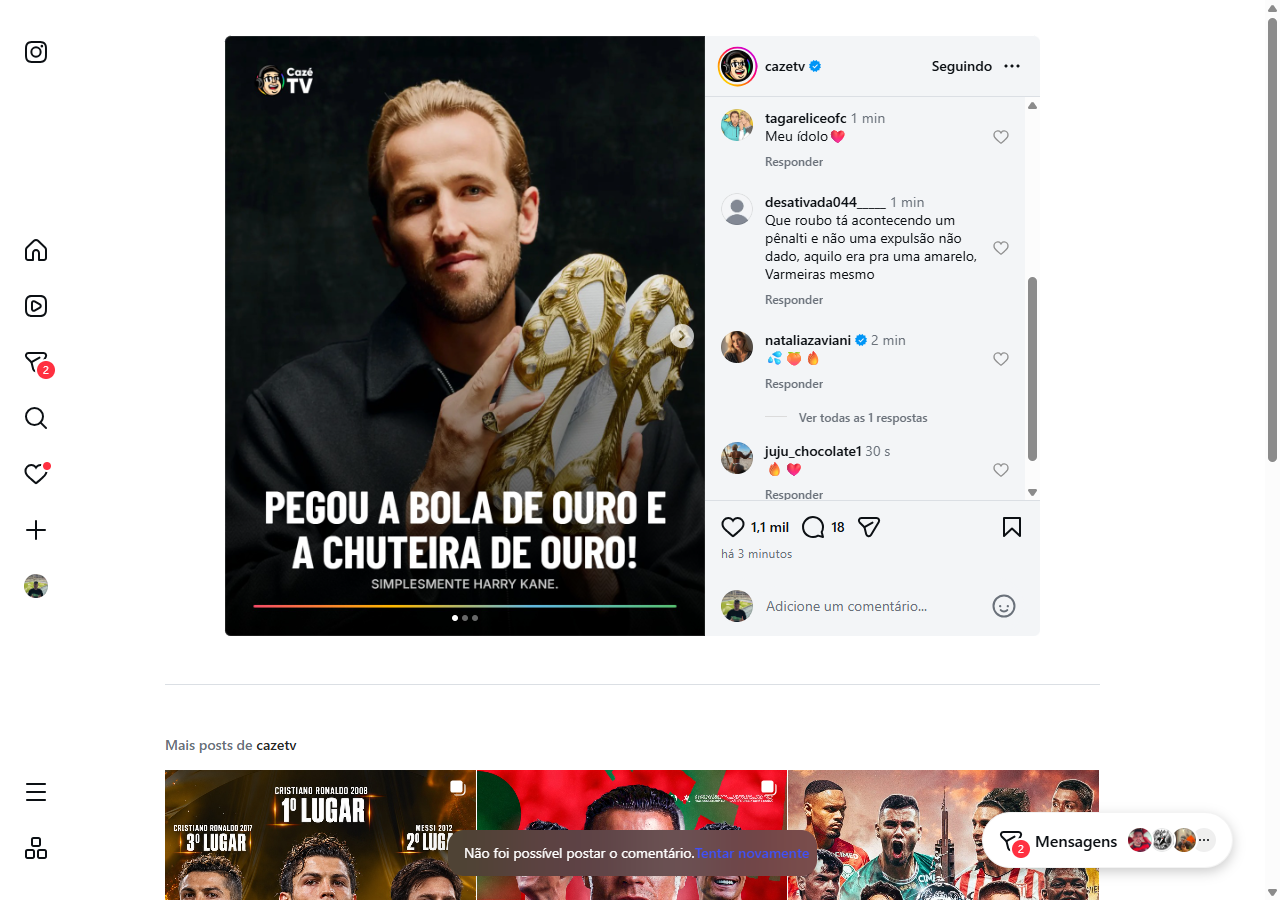 Cazé
TV
PEGOU A BOLA DE OURO E
A CHUTEIRA DE OURO!
SIMPLESMENTE HARRY KANE.
cazetv
Seguindo
tagareliceofc 1 min
Meu ídolo❤️
Responder
desativada044_____ 1 min
Que roubo tá acontecendo um
pênalti e não uma expulsão não
dado, aquilo era pra uma amarelo,
Varmeiras mesmo
Responder
nataliazaviani 2 min
💦🍑🔥
Responder
Ver todas as 1 respostas
juju_chocolate1 30 s
🔥❤️
Responder
1,1 mil 18
há 3 minutos
Adicione um comentário...
2
Mais posts de cazetv
CRISTIANO RONALDO 2008
1º LUGAR
CRISTIANO RONALDO 2017
3º LUGAR
MESSI 2012
2º LUG
Não foi possível postar o comentário.Tentar novamente
2
Mensagens